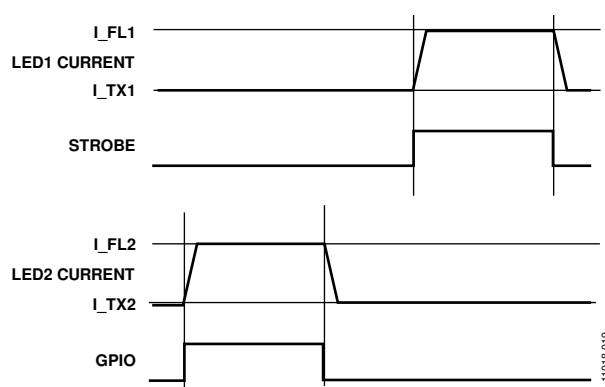 I_FL1
LED1 CURRENT
I_TX1
STROBE
I_FL2
LED2 CURRENT
I_TX2
GPIO